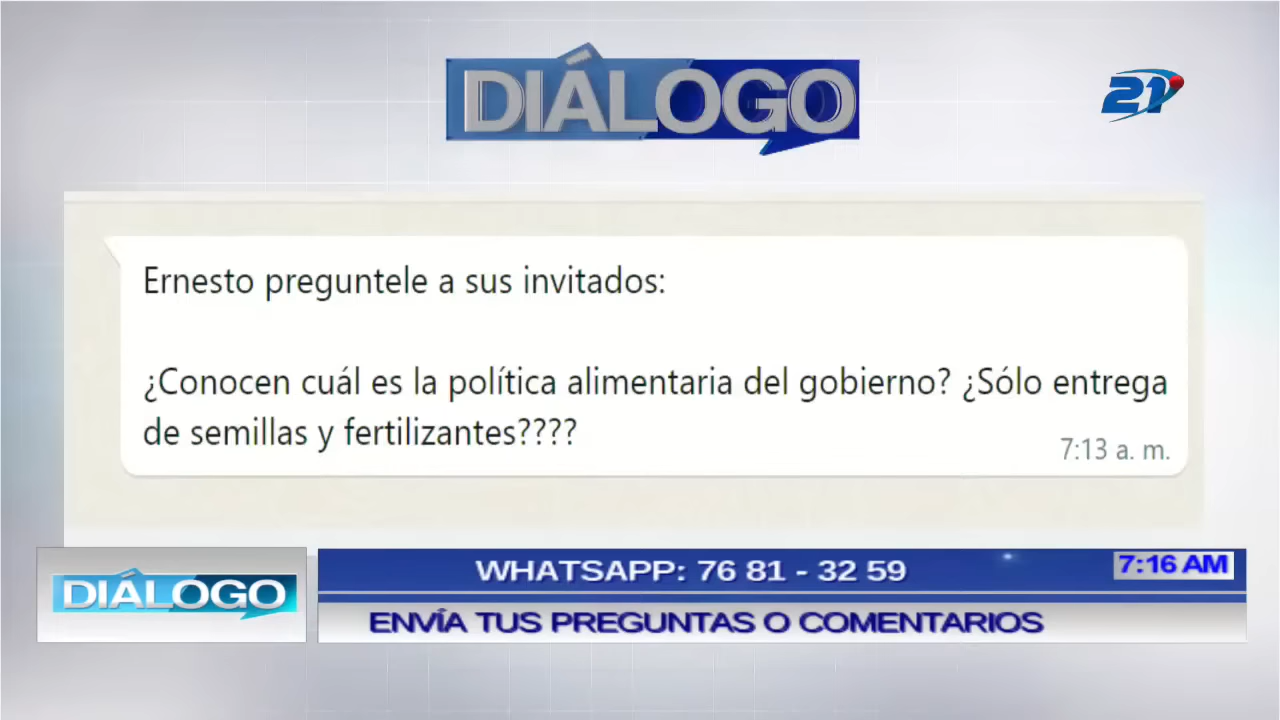 DIÁLOGO
21
Ernesto preguntele a sus invitados:
¿Conocen cuál es la política alimentaria del gobierno? ¿Sólo entrega
de semillas y fertilizantes????
7:13 a. m.
DIÁLOGO
WHATSAPP: 76 81 - 32 59
7:16 AM
ENVÍA TUS PREGUNTAS O COMENTARIOS